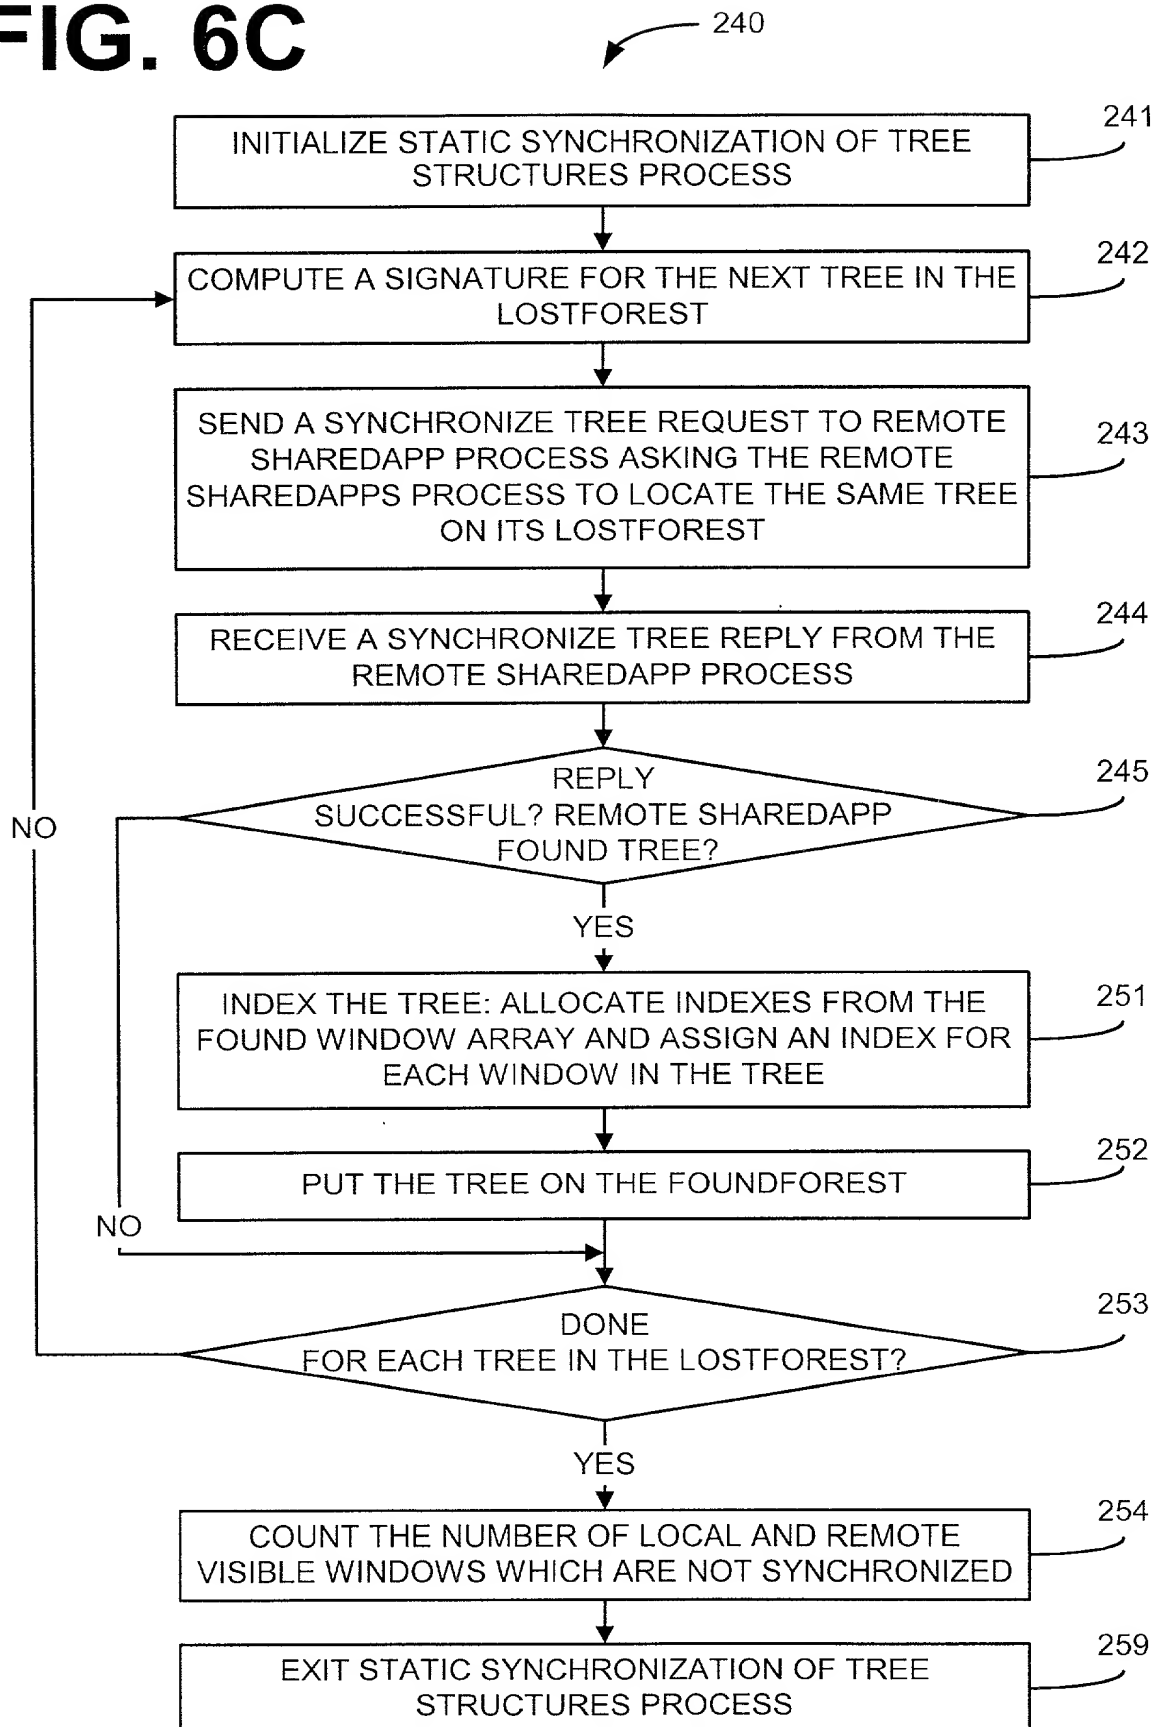 FIG. 6C
240
INITIALIZE STATIC SYNCHRONIZATION OF TREE
STRUCTURES PROCESS
241
COMPUTE A SIGNATURE FOR THE NEXT TREE IN THE
LOSTFOREST
242
SEND A SYNCHRONIZE TREE REQUEST TO REMOTE
SHAREDAPP PROCESS ASKING THE REMOTE
SHAREDAPPS PROCESS TO LOCATE THE SAME TREE
ON ITS LOSTFOREST
243
RECEIVE A SYNCHRONIZE TREE REPLY FROM THE
REMOTE SHAREDAPP PROCESS
244
REPLY
SUCCESSFUL? REMOTE SHAREDAPP
FOUND TREE?
245
NO
YES
INDEX THE TREE: ALLOCATE INDEXES FROM THE
FOUND WINDOW ARRAY AND ASSIGN AN INDEX FOR
EACH WINDOW IN THE TREE
251
PUT THE TREE ON THE FOUNDFOREST
252
NO
DONE
FOR EACH TREE IN THE LOSTFOREST?
253
YES
COUNT THE NUMBER OF LOCAL AND REMOTE
VISIBLE WINDOWS WHICH ARE NOT SYNCHRONIZED
254
EXIT STATIC SYNCHRONIZATION OF TREE
STRUCTURES PROCESS
259